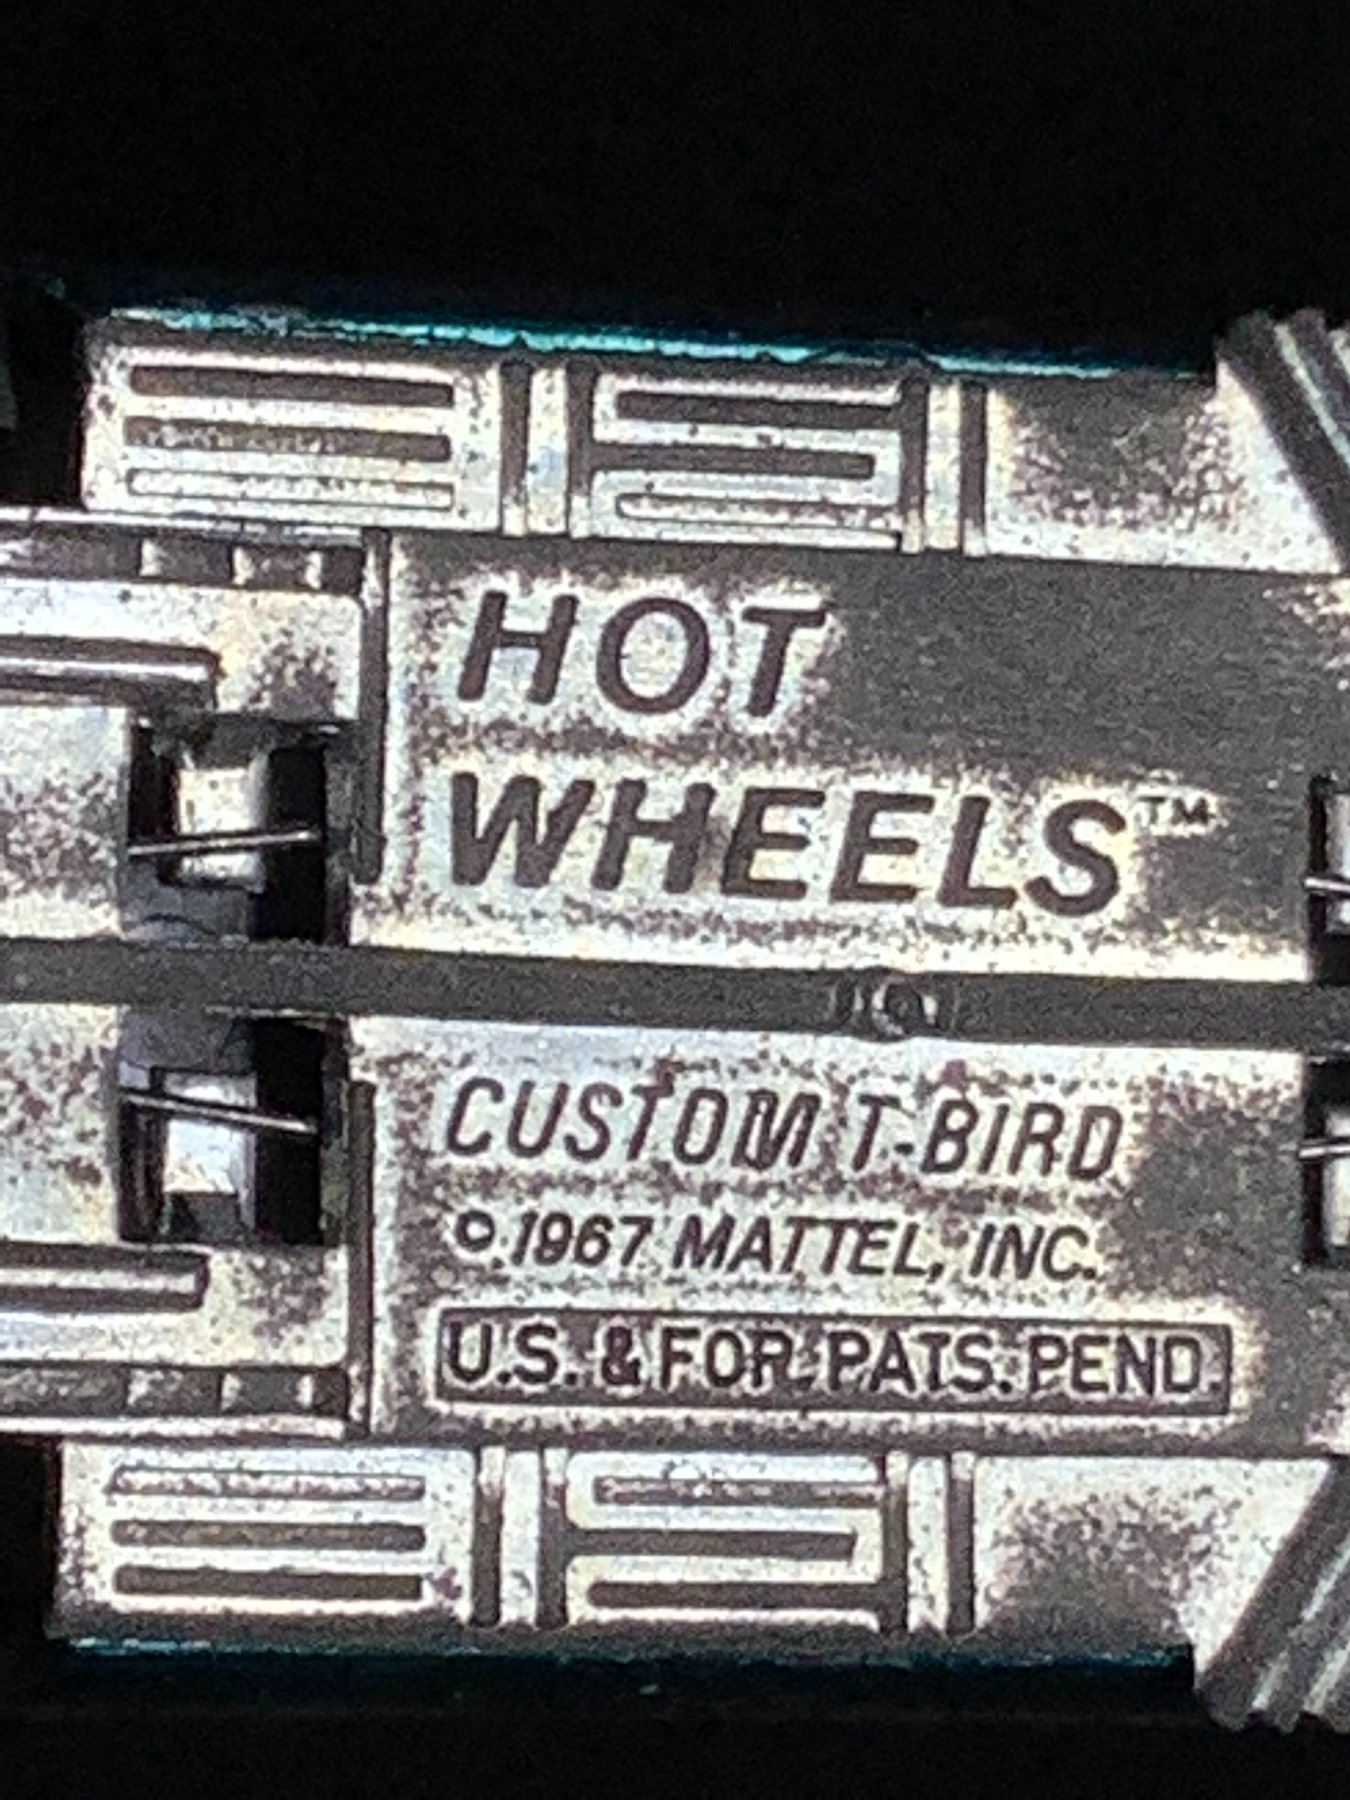 HOT
WHEELS™
CUSTOM T-BIRD
© 1967 MATTEL, INC.
U.S. & FOR. PATS. PEND.